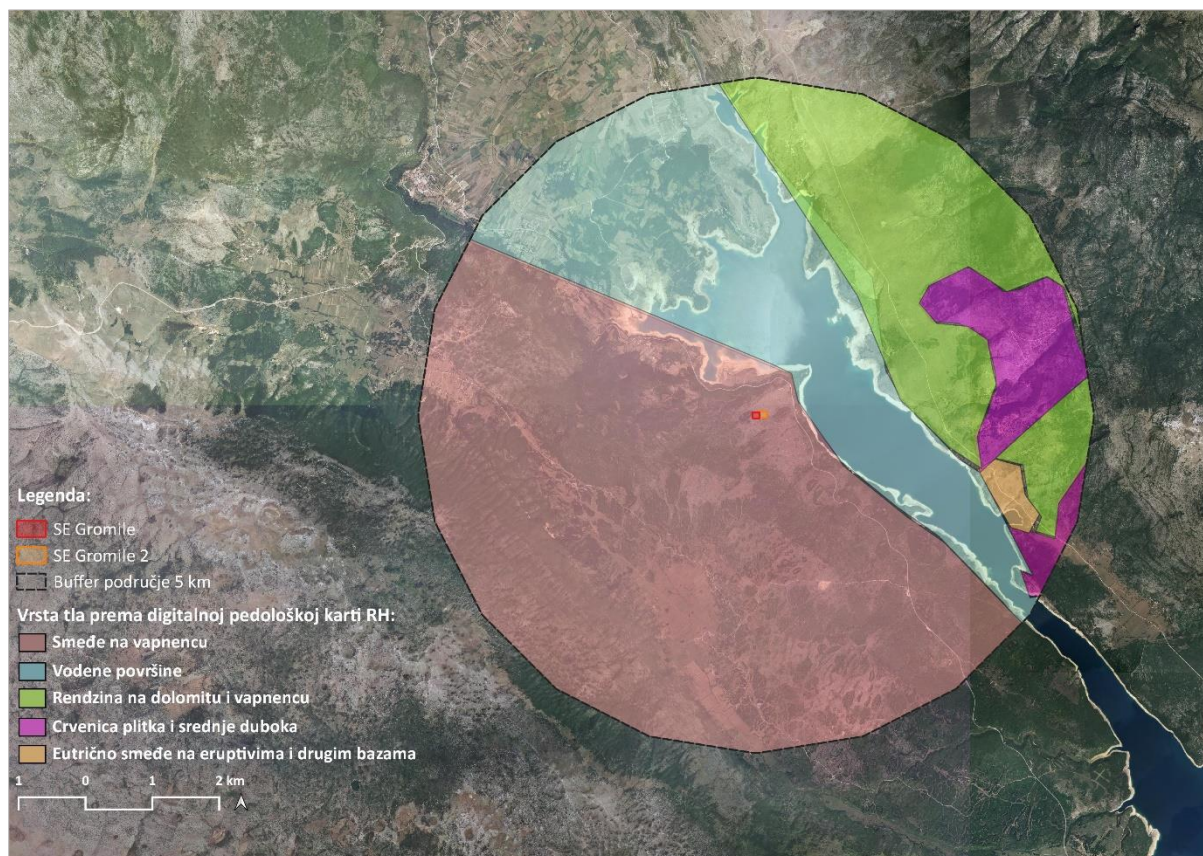 Legenda:
SE Gromile
SE Gromile 2
Buffer područje 5 km
Vrsta tla prema digitalnoj pedološkoj karti RH:
Smeđe na vapnencu
Vodene površine
Rendzina na dolomitu i vapnencu
Crvenica plitka i srednje duboka
Eutrično smeđe na eruptivima i drugim bazama
1 0 1 2 km